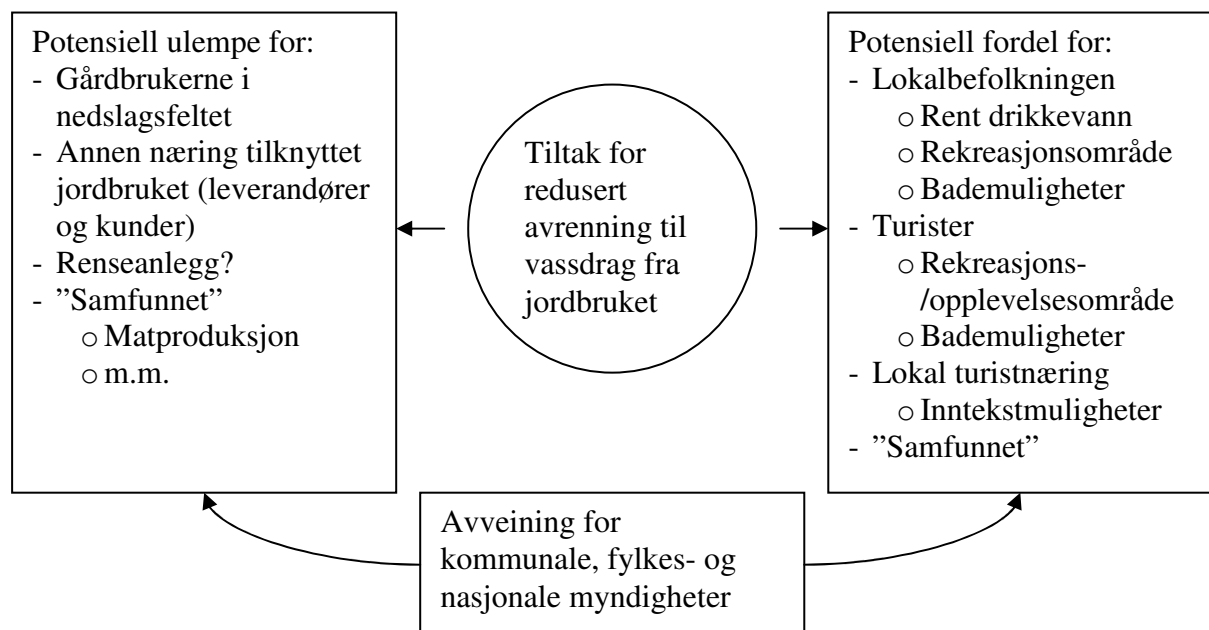 Potensiell ulempe for:
- Gårdbrukerne i
nedslagsfeltet
- Annen næring tilknyttet
jordbruket (leverandører
og kunder)
- Renseanlegg?
- ”Samfunnet”
o Matproduksjon
o m.m.
Tiltak for
redusert
avrenning til
vassdrag fra
jordbruket
Potensiell fordel for:
- Lokalbefolkningen
o Rent drikkevann
o Rekreasjonsområde
o Bademuligheter
- Turister
o Rekreasjons-
/opplevelsesområde
o Bademuligheter
- Lokal turistnæring
o Inntekstmuligheter
- ”Samfunnet”
Avveining for
kommunale, fylkes- og
nasjonale myndigheter